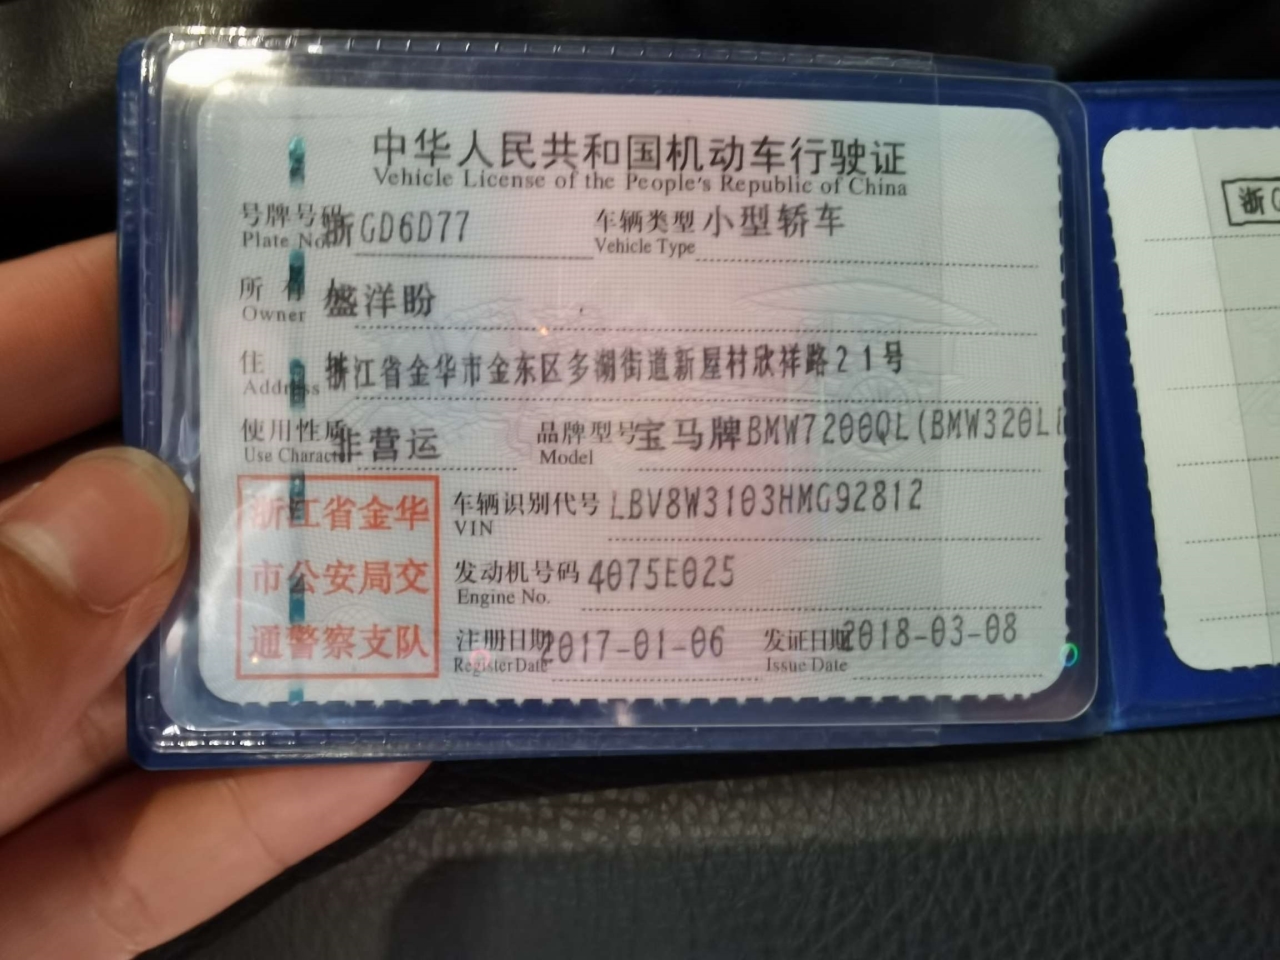 中华人民共和国机动车行驶证
Vehicle License of the People's Republic of China
号牌号码 浙GD6D77 车辆类型 小型轿车
Plate No. Vehicle Type
所有人 盛洋盼
Owner
住 浙江省金华市金东区多湖街道新屋村欣祥路21号
Address
使用性质 非营运 品牌型号 宝马牌BMW7200QL(BMW320L
Use Character Model
浙江省金华
市公安局交
通警察支队
车辆识别代号 LBV8W3103HMG92812
VIN
发动机号码 4075E025
Engine No.
注册日期 2017-01-06 发证日期 2018-03-08
Register Date Issue Date
浙G